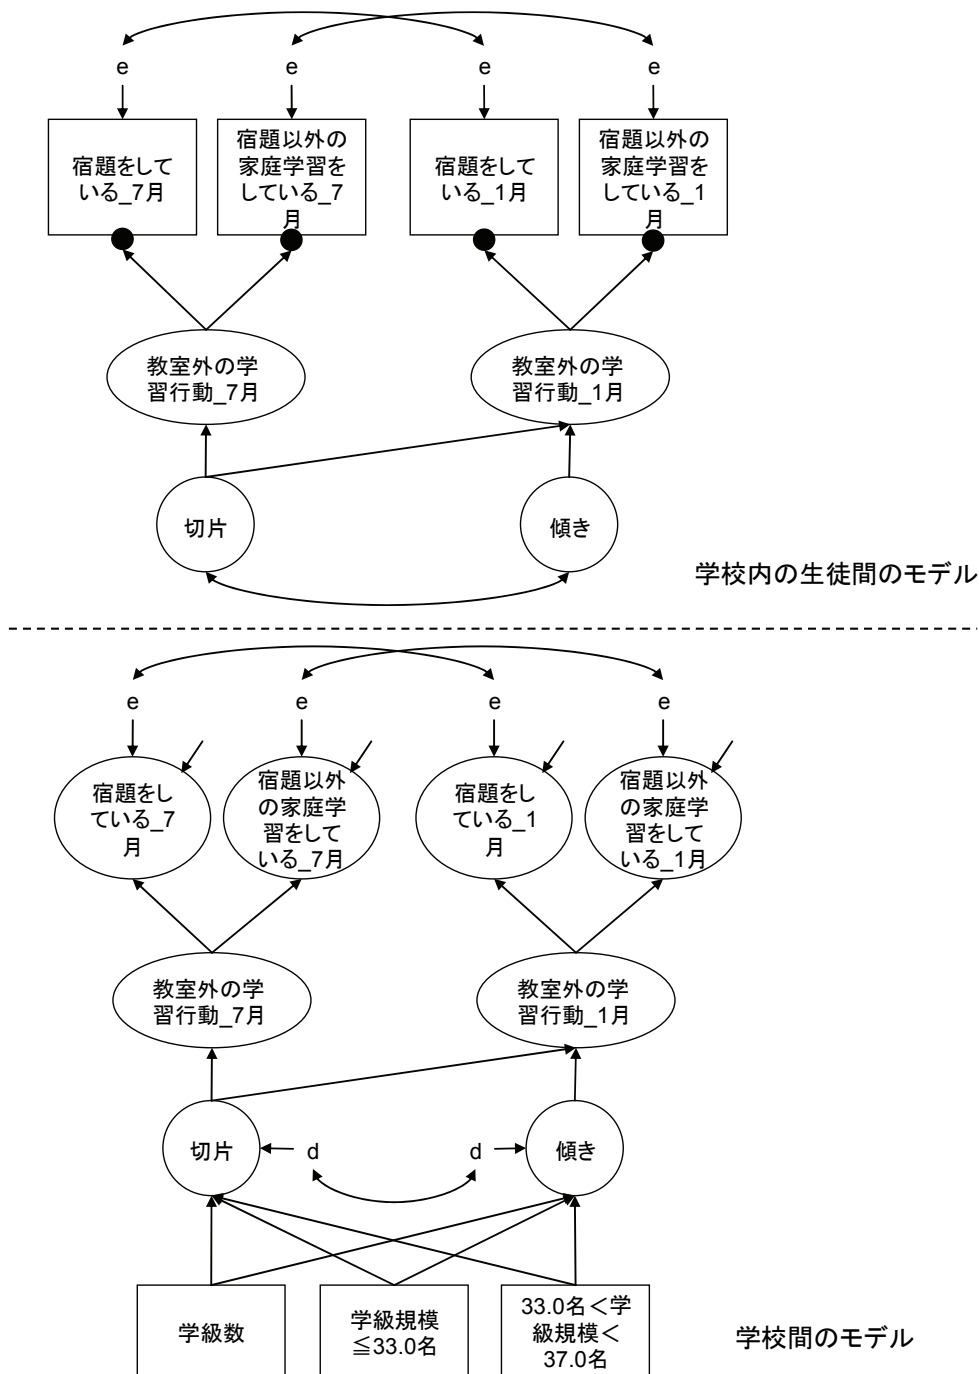 e
e
e
e
宿題をして
いる_7月
宿題以外の
家庭学習を
している_7
月
宿題をして
いる_1月
宿題以外の
家庭学習を
している_1
月
教室外の学
習行動_7月
教室外の学
習行動_1月
切片
傾き
学校内の生徒間のモデル
e
e
e
e
宿題をし
ている_7
月
宿題以外
の家庭学
習をして
いる_7月
宿題をし
ている_1
月
宿題以外
の家庭学
習をして
いる_1月
教室外の学
習行動_7月
教室外の学
習行動_1月
切片
d
d
傾き
学級数
学級規模
≦33.0名
33.0名＜学
級規模＜
37.0名
学校間のモデル